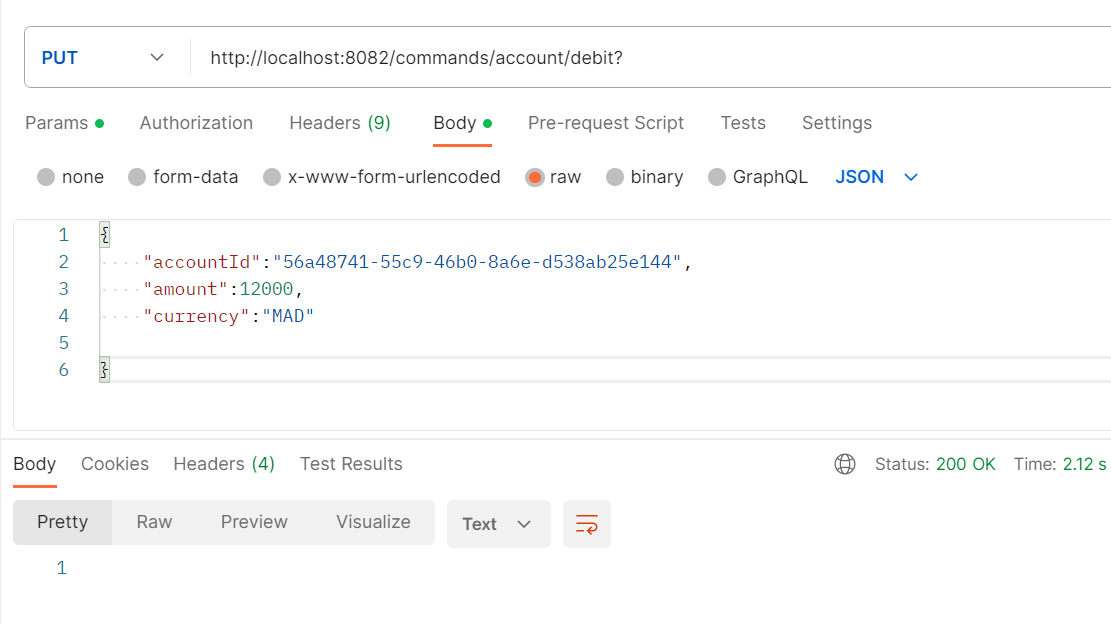 PUT http://localhost:8082/commands/account/debit?
Params Authorization Headers (9) Body Pre-request Script Tests Settings
none form-data x-www-form-urlencoded raw binary GraphQL JSON
1 {
2 ····"accountId":"56a48741-55c9-46b0-8a6e-d538ab25e144",
3 ····"amount":12000,
4 ····"currency":"MAD"
5
6 }
Body Cookies Headers (4) Test Results Status: 200 OK Time: 2.12 s
Pretty Raw Preview Visualize Text
1